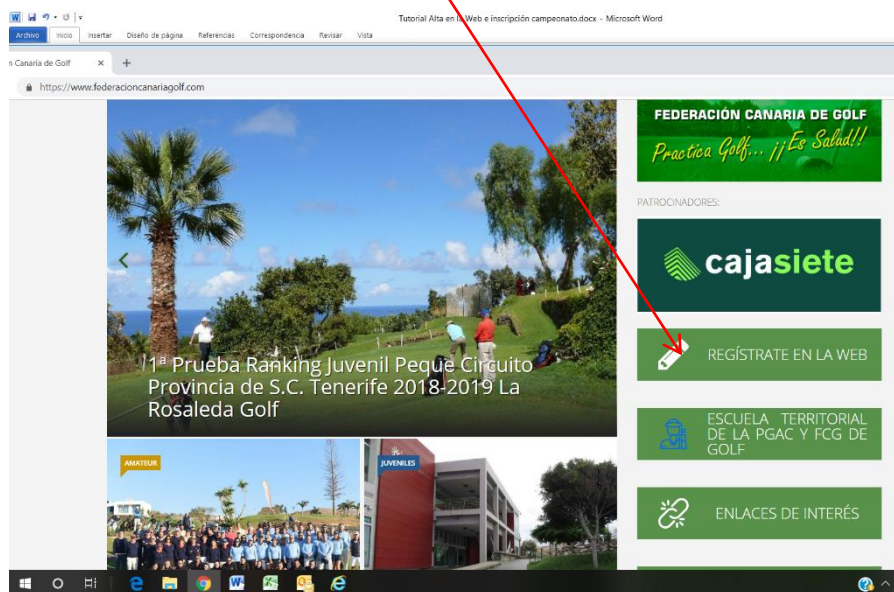 Tutorial Alta en la Web e inscripción campeonato.docx - Microsoft Word
Archivo Inicio Insertar Diseño de página Referencias Correspondencia Revisar Vista
n Canaria de Golf
https://www.federacioncanariagolf.com
FEDERACIÓN CANARIA DE GOLF
Practica Golf... ¡¡Es Salud!!
PATROCINADORES:
cajasiete
REGÍSTRATE EN LA WEB
1ª Prueba Ranking Juvenil Peque Circuito
Provincia de S.C. Tenerife 2018-2019 La
Rosaleda Golf
ESCUELA TERRITORIAL
DE LA PGAC Y FCG DE
GOLF
AMATEUR
JUVENILES
ENLACES DE INTERÉS